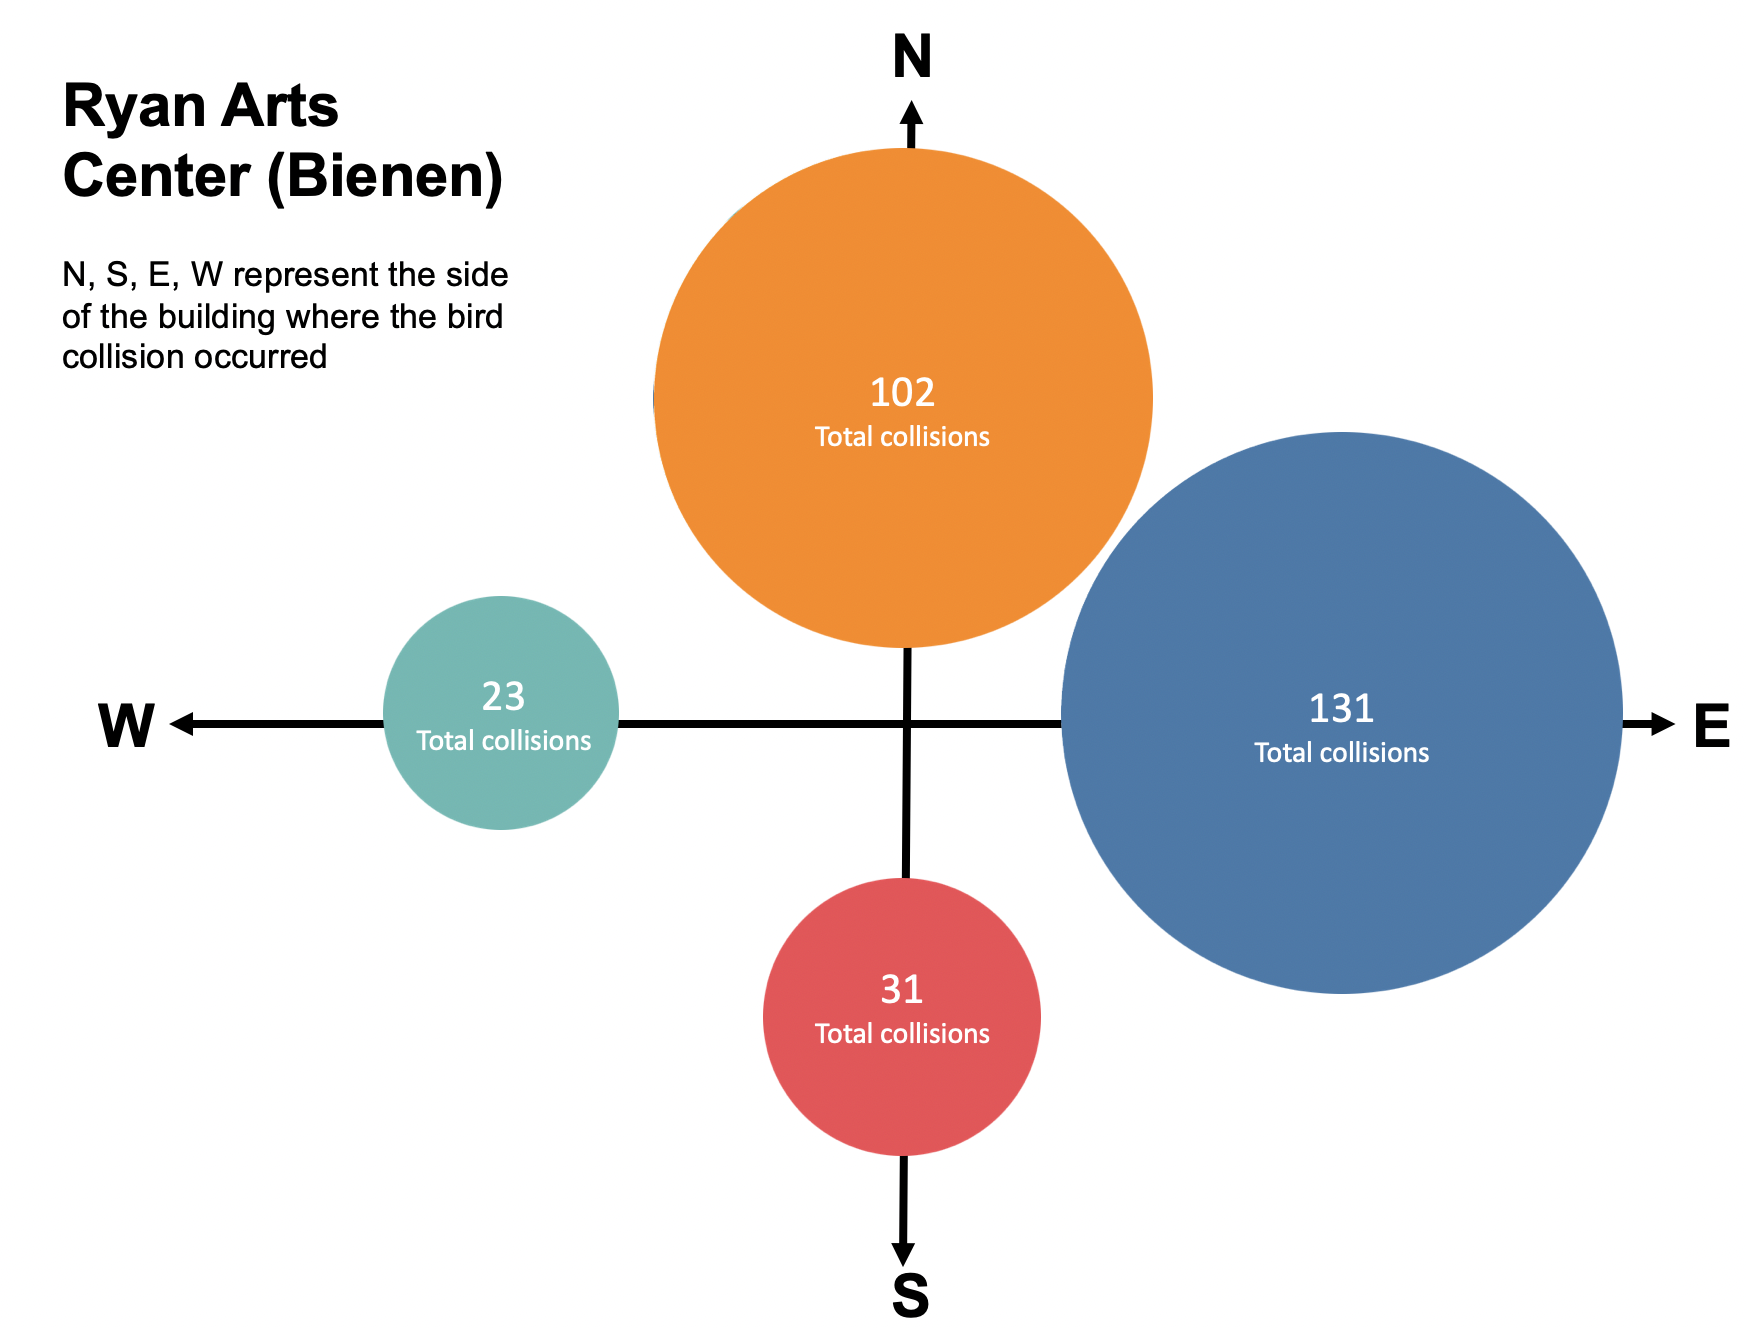 N
Ryan Arts
Center (Bienen)
N, S, E, W represent the side
of the building where the bird
collision occurred
102
Total collisions
23
Total collisions
131
Total collisions
W
E
31
Total collisions
S